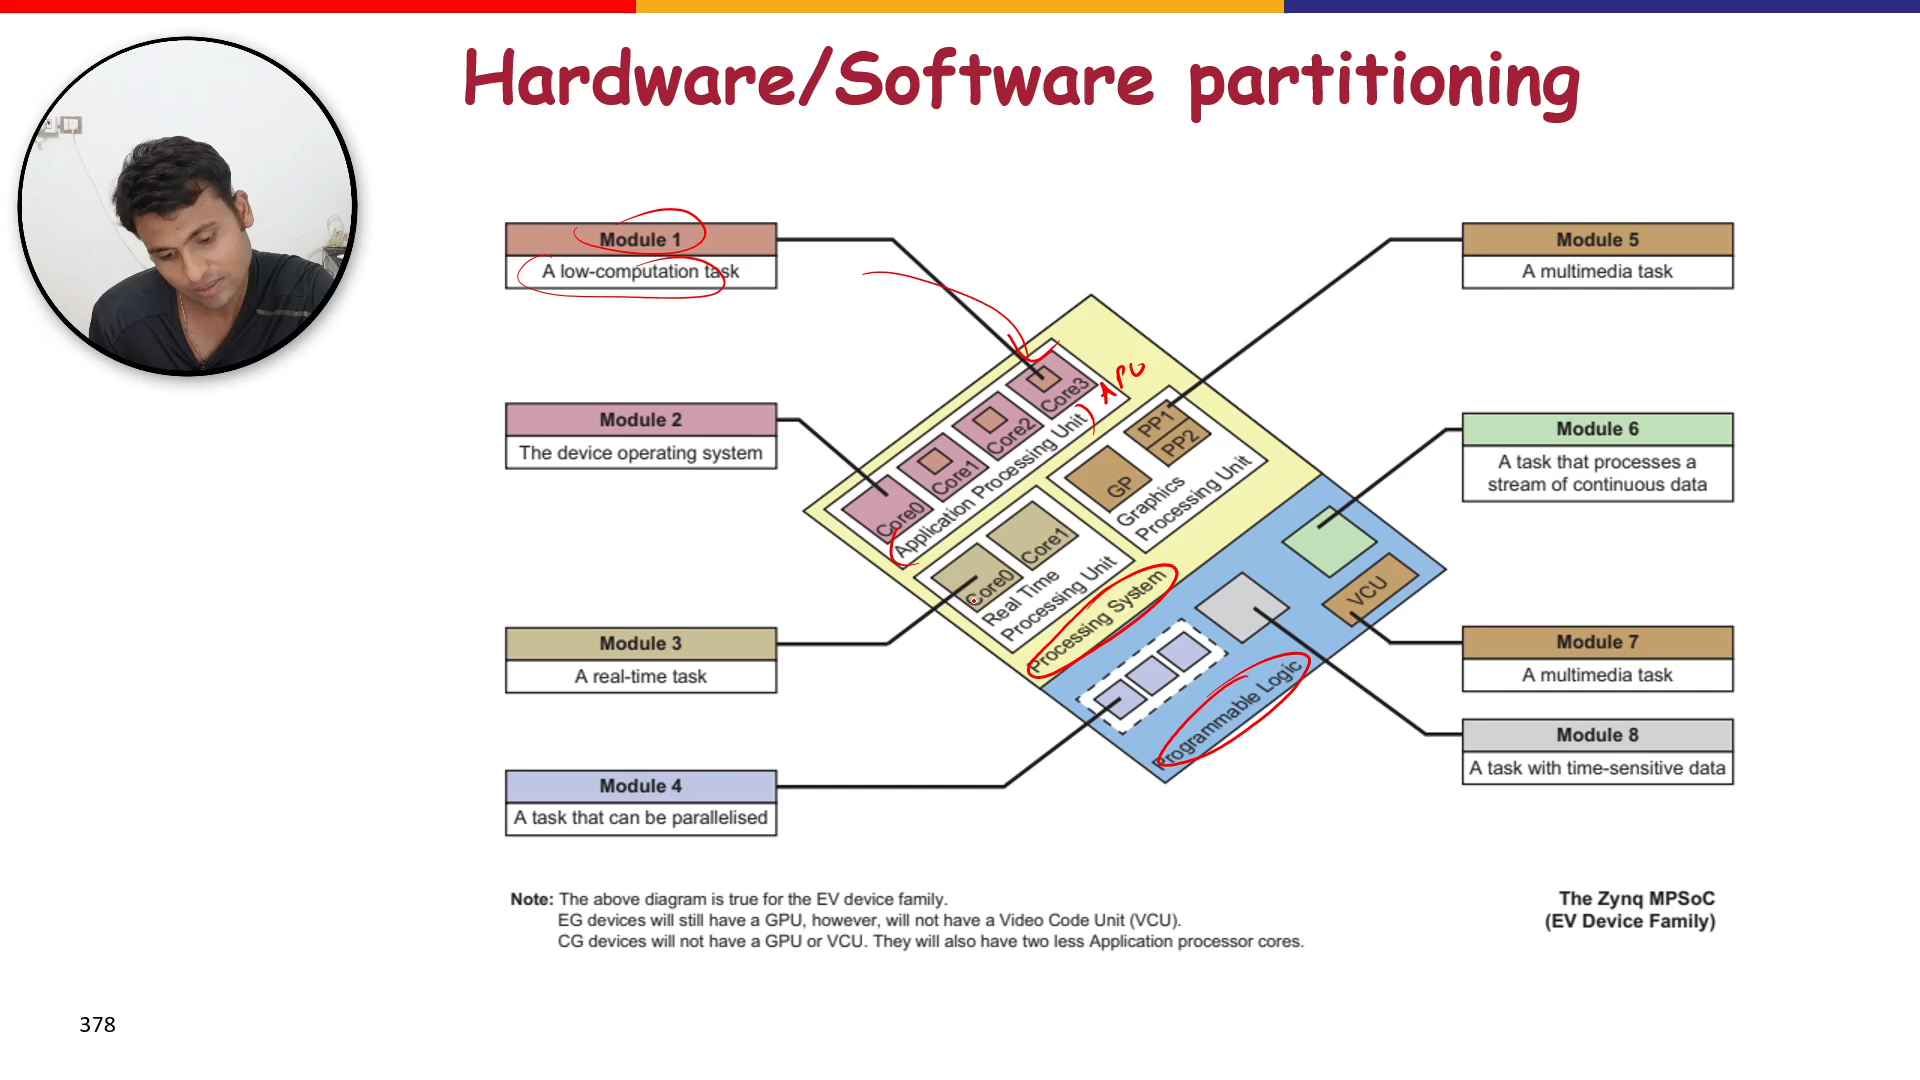 Hardware/Software partitioning
Module 1
A low-computation task
Module 2
The device operating system
Module 3
A real-time task
Module 4
A task that can be parallelised
Core3
Core2
Core1
Core0
Application Processing Unit
APU
PP1
PP2
GP
Graphics
Processing Unit
Core1
Core0
Real Time
Processing Unit
Processing System
VCU
Programmable Logic
Module 5
A multimedia task
Module 6
A task that processes a
stream of continuous data
Module 7
A multimedia task
Module 8
A task with time-sensitive data
Note: The above diagram is true for the EV device family.
EG devices will still have a GPU, however, will not have a Video Code Unit (VCU).
CG devices will not have a GPU or VCU. They will also have two less Application processor cores.
The Zynq MPSoC
(EV Device Family)
378